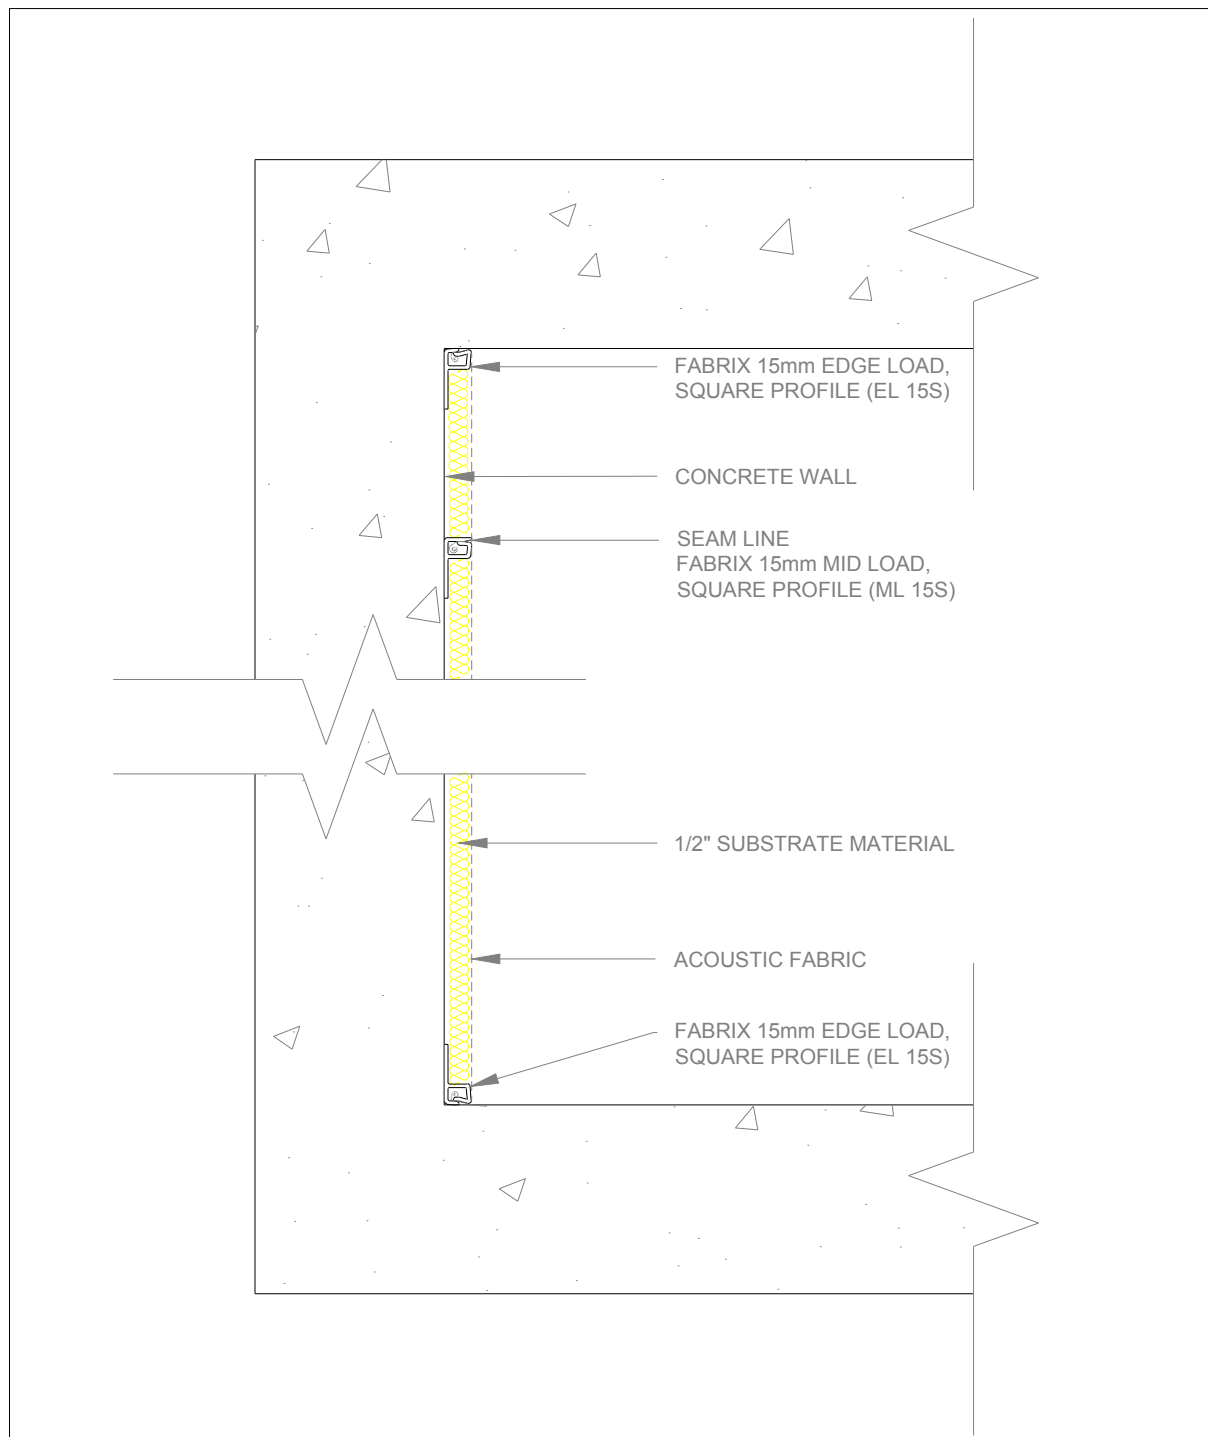 FABRIX 15mm EDGE LOAD,
SQUARE PROFILE (EL 15S)
CONCRETE WALL
SEAM LINE
FABRIX 15mm MID LOAD,
SQUARE PROFILE (ML 15S)
1/2" SUBSTRATE MATERIAL
ACOUSTIC FABRIC
FABRIX 15mm EDGE LOAD,
SQUARE PROFILE (EL 15S)